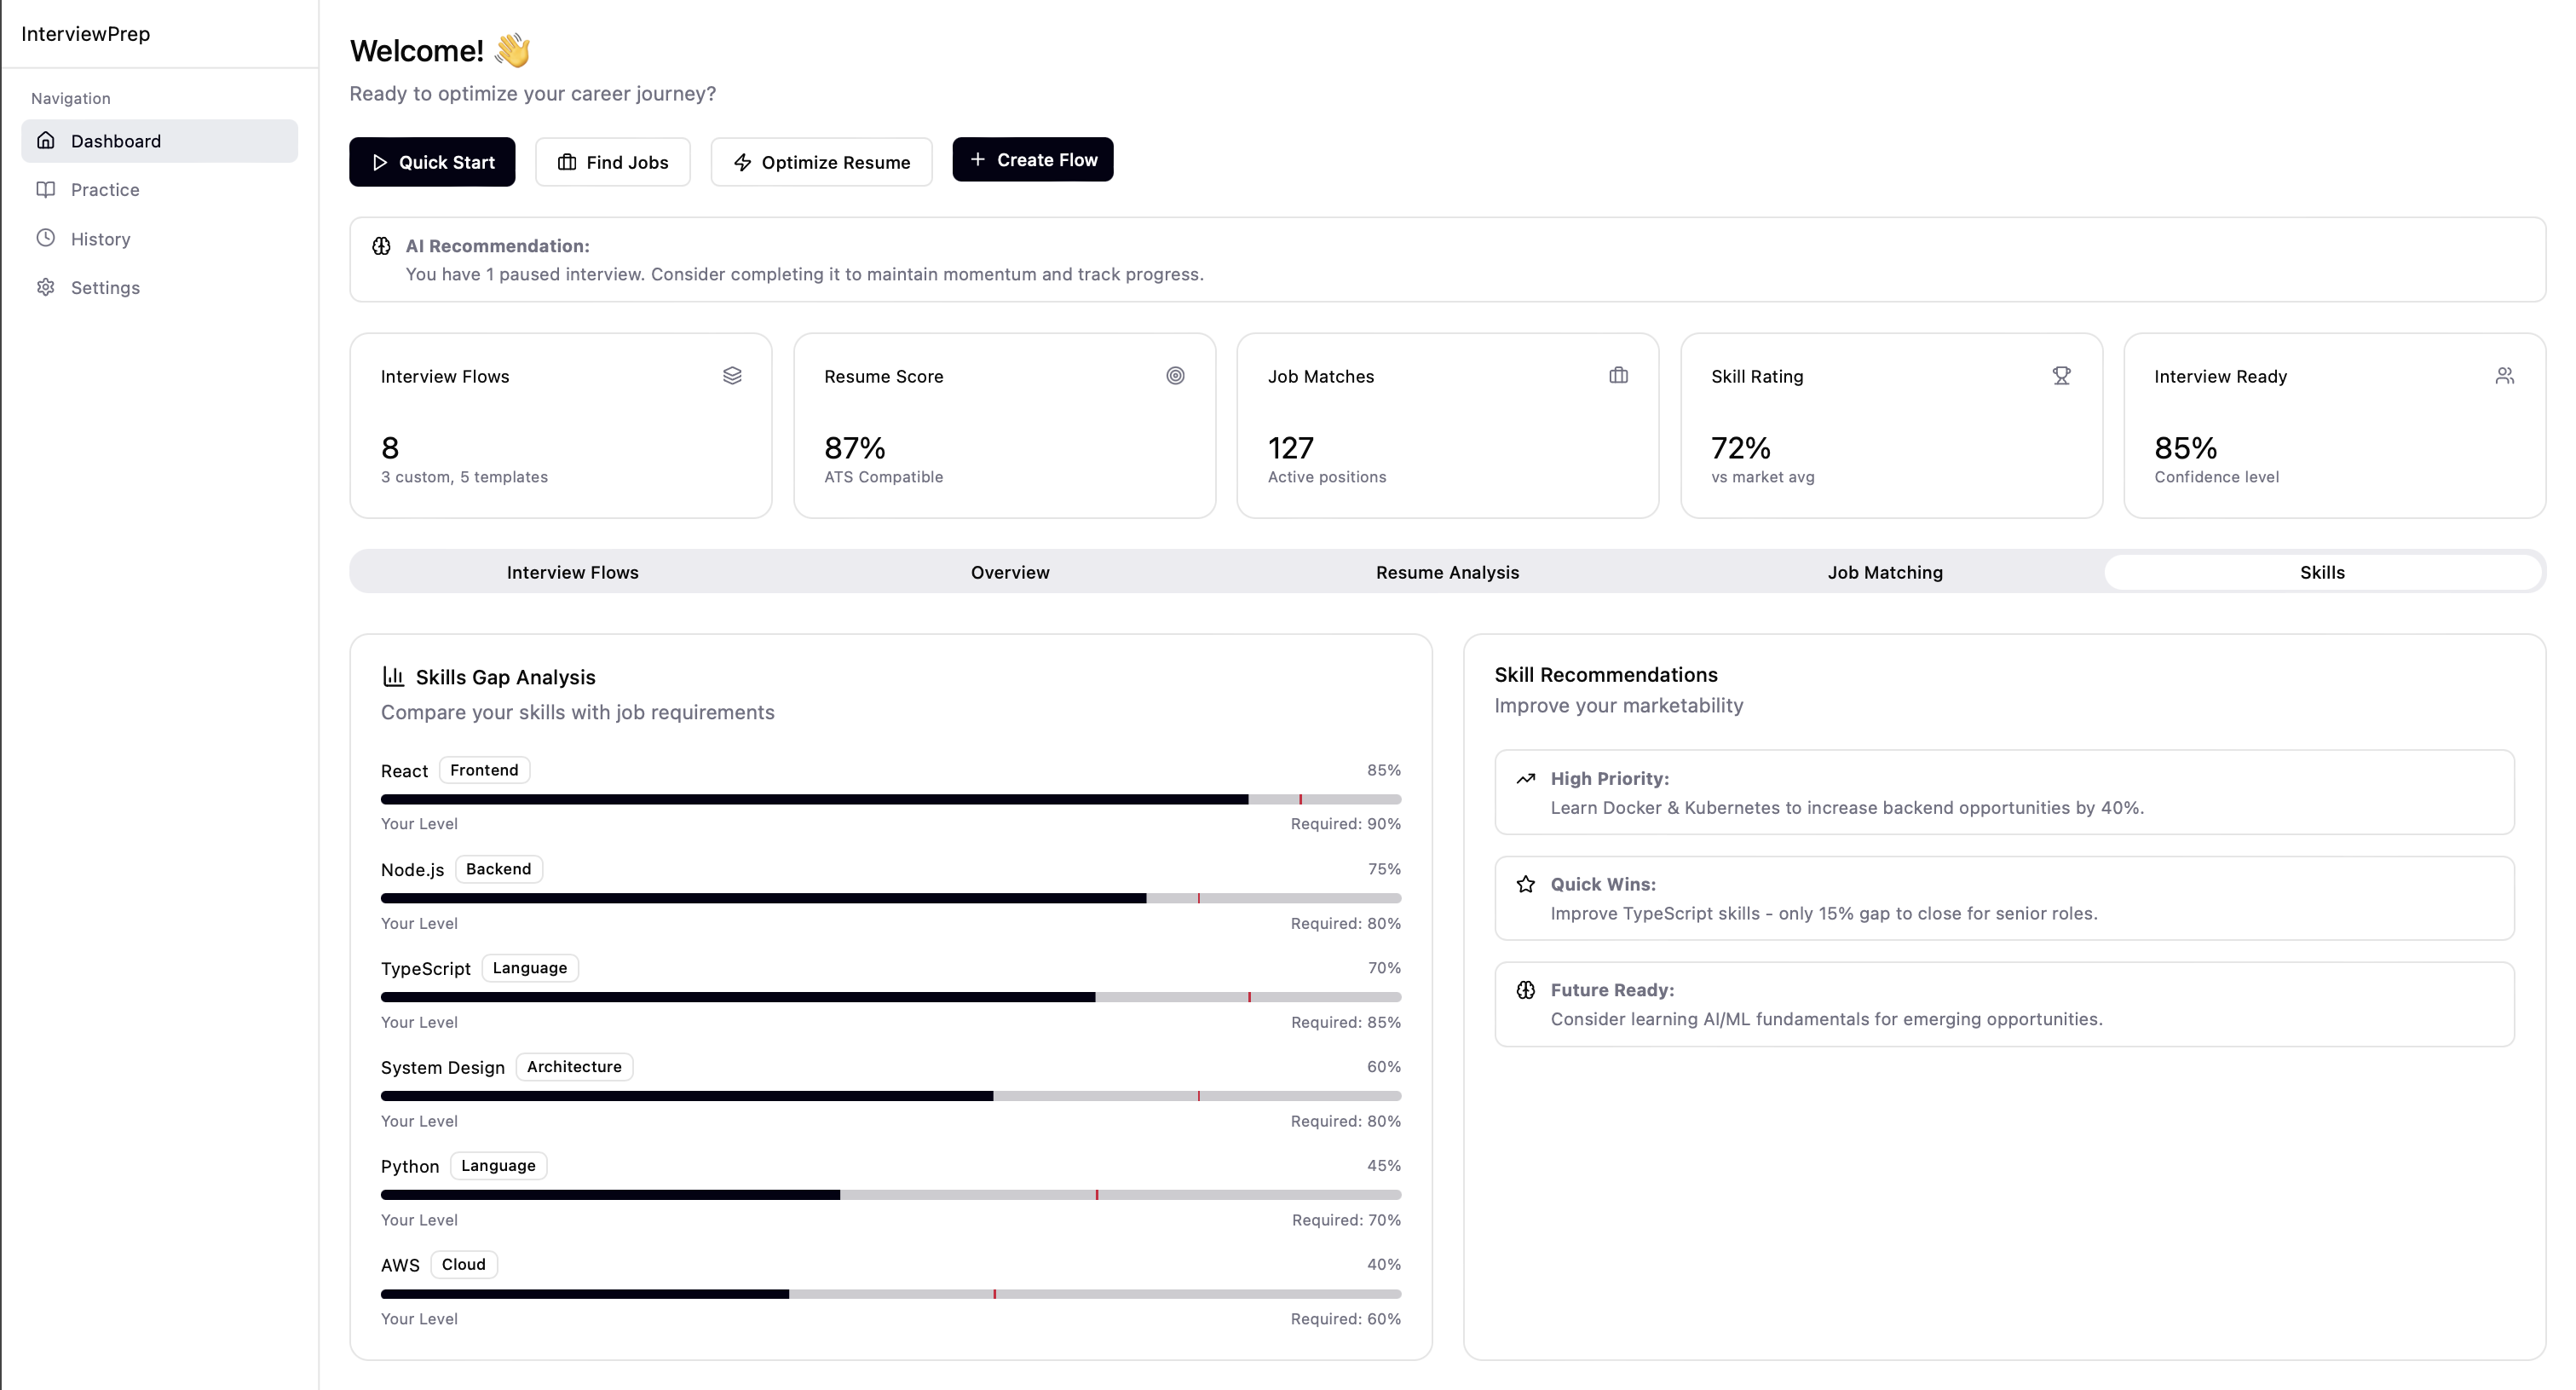 InterviewPrep
Navigation
Dashboard
Practice
History
Settings
Welcome! 👋
Ready to optimize your career journey?
Quick Start
Find Jobs
Optimize Resume
Create Flow
AI Recommendation:
You have 1 paused interview. Consider completing it to maintain momentum and track progress.
Interview Flows
8
3 custom, 5 templates
Resume Score
87%
ATS Compatible
Job Matches
127
Active positions
Skill Rating
72%
vs market avg
Interview Ready
85%
Confidence level
Interview Flows
Overview
Resume Analysis
Job Matching
Skills
Skills Gap Analysis
Compare your skills with job requirements
React Frontend 85%
Your Level Required: 90%
Node.js Backend 75%
Your Level Required: 80%
TypeScript Language 70%
Your Level Required: 85%
System Design Architecture 60%
Your Level Required: 80%
Python Language 45%
Your Level Required: 70%
AWS Cloud 40%
Your Level Required: 60%
Skill Recommendations
Improve your marketability
High Priority:
Learn Docker & Kubernetes to increase backend opportunities by 40%.
Quick Wins:
Improve TypeScript skills - only 15% gap to close for senior roles.
Future Ready:
Consider learning AI/ML fundamentals for emerging opportunities.